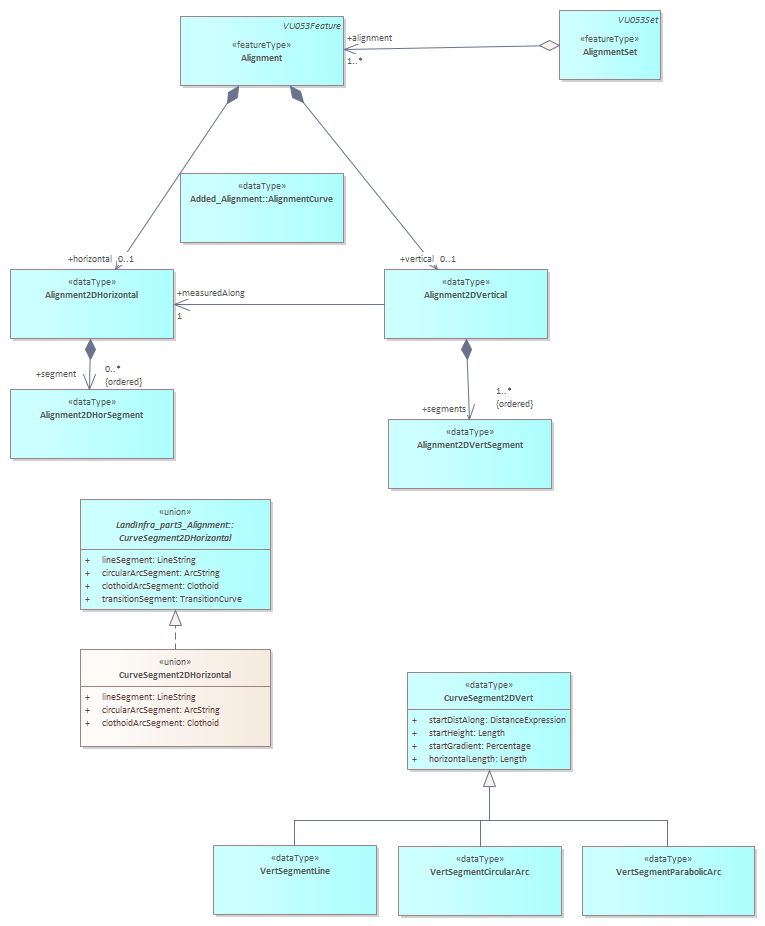 VU053Feature
«featureType»
Alignment
VU053Set
«featureType»
AlignmentSet
+alignment
1..*
«dataType»
Added_Alignment::AlignmentCurve
+horizontal 0..1
+vertical 0..1
«dataType»
Alignment2DHorizontal
+measuredAlong
1
«dataType»
Alignment2DVertical
+segment
0..*
{ordered}
«dataType»
Alignment2DHorSegment
+segments
1..*
{ordered}
«dataType»
Alignment2DVertSegment
«union»
LandInfra_part3_Alignment::
CurveSegment2DHorizontal
+ lineSegment: LineString
+ circularArcSegment: ArcString
+ clothoidArcSegment: Clothoid
+ transitionSegment: TransitionCurve
«union»
CurveSegment2DHorizontal
+ lineSegment: LineString
+ circularArcSegment: ArcString
+ clothoidArcSegment: Clothoid
«dataType»
CurveSegment2DVert
+ startDistAlong: DistanceExpression
+ startHeight: Length
+ startGradient: Percentage
+ horizontalLength: Length
«dataType»
VertSegmentLine
«dataType»
VertSegmentCircularArc
«dataType»
VertSegmentParabolicArc